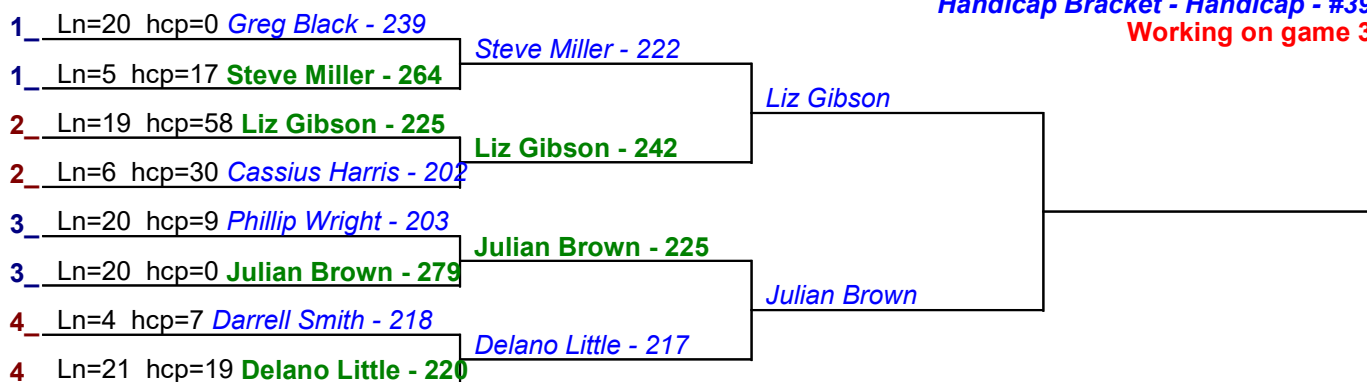 Handicap Bracket - Handicap - #39
Working on game 3
1_ Ln=20 hcp=0 Greg Black - 239
Steve Miller - 222
1_ Ln=5 hcp=17 Steve Miller - 264
Liz Gibson
2_ Ln=19 hcp=58 Liz Gibson - 225
Liz Gibson - 242
2_ Ln=6 hcp=30 Cassius Harris - 202
3_ Ln=20 hcp=9 Phillip Wright - 203
Julian Brown - 225
3_ Ln=20 hcp=0 Julian Brown - 279
Julian Brown
4_ Ln=4 hcp=7 Darrell Smith - 218
Delano Little - 217
4 Ln=21 hcp=19 Delano Little - 220